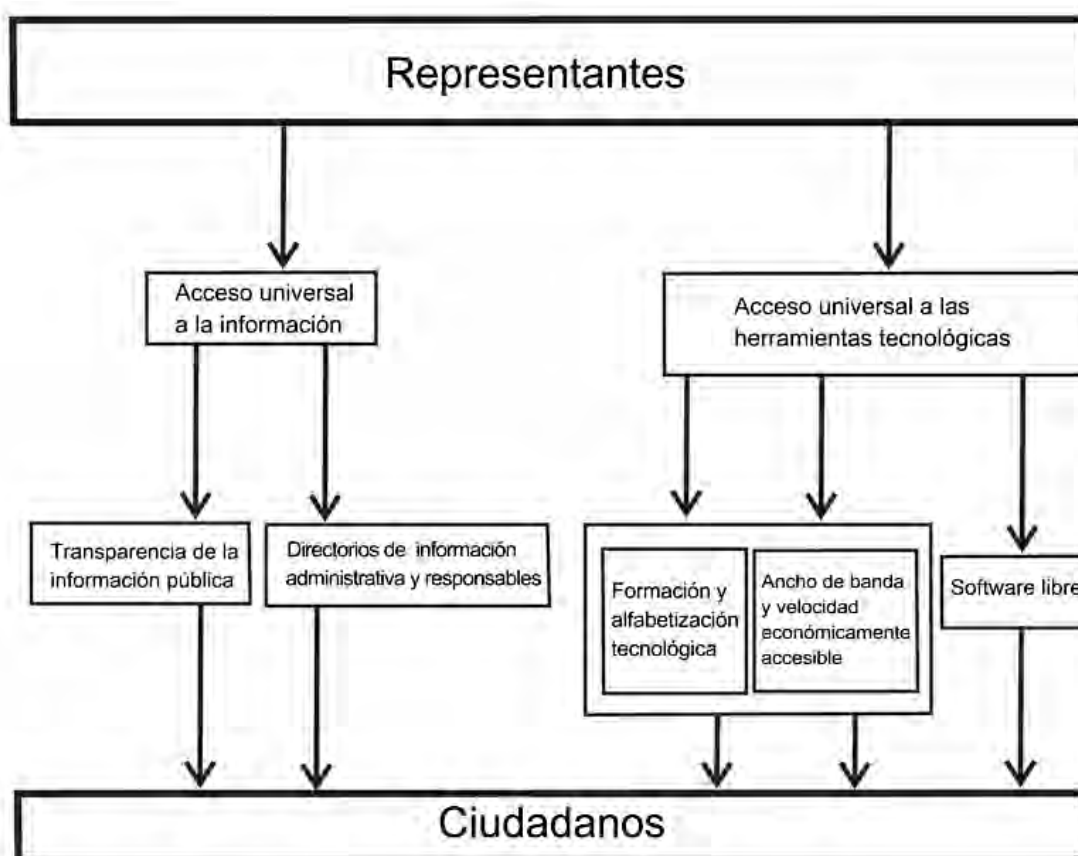 Representantes
Acceso universal
a la información
Acceso universal a las
herramientas tecnológicas
Transparencia de la
información pública
Directorios de información
administrativa y responsables
Formación y
alfabetización
tecnológica
Ancho de banda
y velocidad
económicamente
accesible
Software libre
Ciudadanos